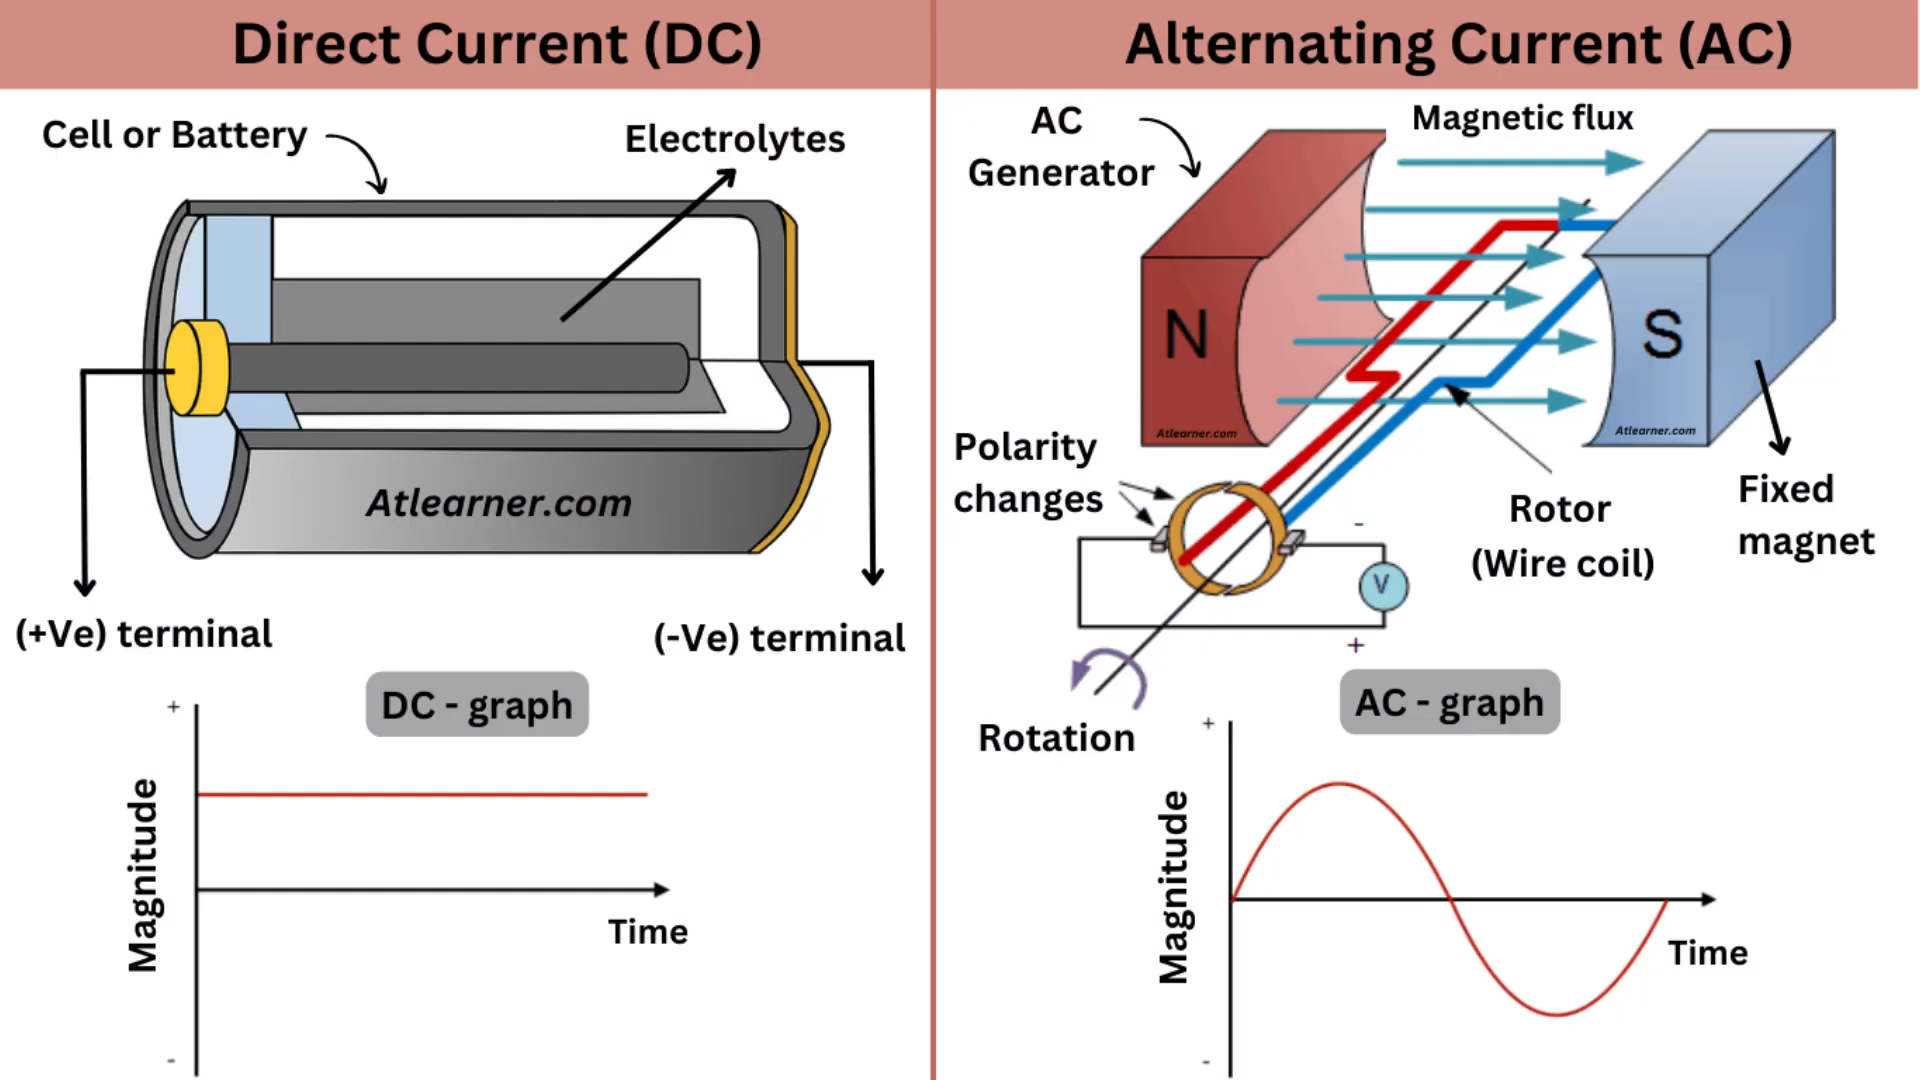 Direct Current (DC)
Cell or Battery
Electrolytes
Atlearner.com
(+Ve) terminal
(-Ve) terminal
DC - graph
+
Magnitude
Time
-
Alternating Current (AC)
AC
Generator
Magnetic flux
N
S
Atlearner.com
Atlearner.com
Polarity
changes
Rotor
(Wire coil)
Fixed
magnet
-
V
+
Rotation
AC - graph
+
Magnitude
Time
-